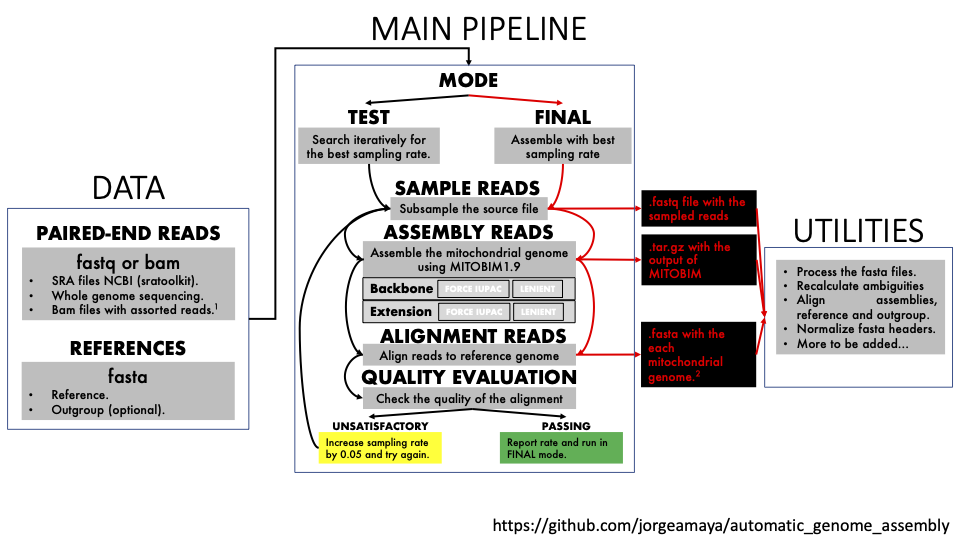 MAIN PIPELINE
MODE
TEST
Search iteratively for
the best sampling rate.
FINAL
Assemble with best
sampling rate
DATA
PAIRED-END READS
fastq or bam
• SRA files NCBI (sratoolkit).
• Whole genome sequencing.
• Bam files with assorted reads.¹
REFERENCES
fasta
• Reference.
• Outgroup (optional).
SAMPLE READS
Subsample the source file
ASSEMBLY READS
Assemble the mitochondrial genome
using MITOBIM1.9
Backbone FORCE IUPAC LENIENT
Extension FORCE IUPAC LENIENT
ALIGNMENT READS
Align reads to reference genome
QUALITY EVALUATION
Check the quality of the alignment
UNSATISFACTORY
Increase sampling rate
by 0.05 and try again.
PASSING
Report rate and run in
FINAL mode.
.fastq file with the
sampled reads
.tar.gz with the
output of
MITOBIM
.fasta with the
each
mitochondrial
genome.²
UTILITIES
• Process the fasta files.
• Recalculate ambiguities
• Align assemblies,
reference and outgroup.
• Normalize fasta headers.
• More to be added...
https://github.com/jorgeamaya/automatic_genome_assembly